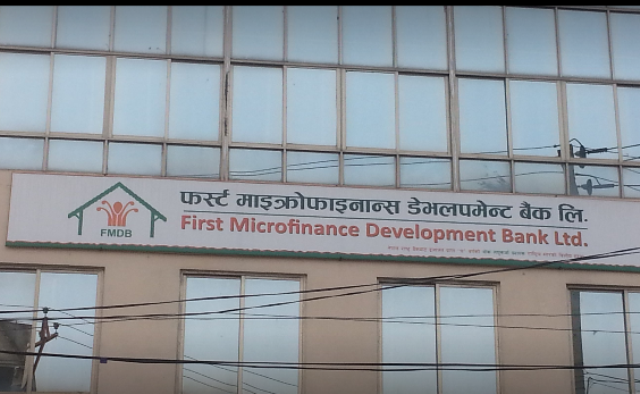 फर्स्ट माइक्रोफाइनान्स डेभलपमेन्ट बैंक लि.
First Microfinance Development Bank Ltd.
FMDB